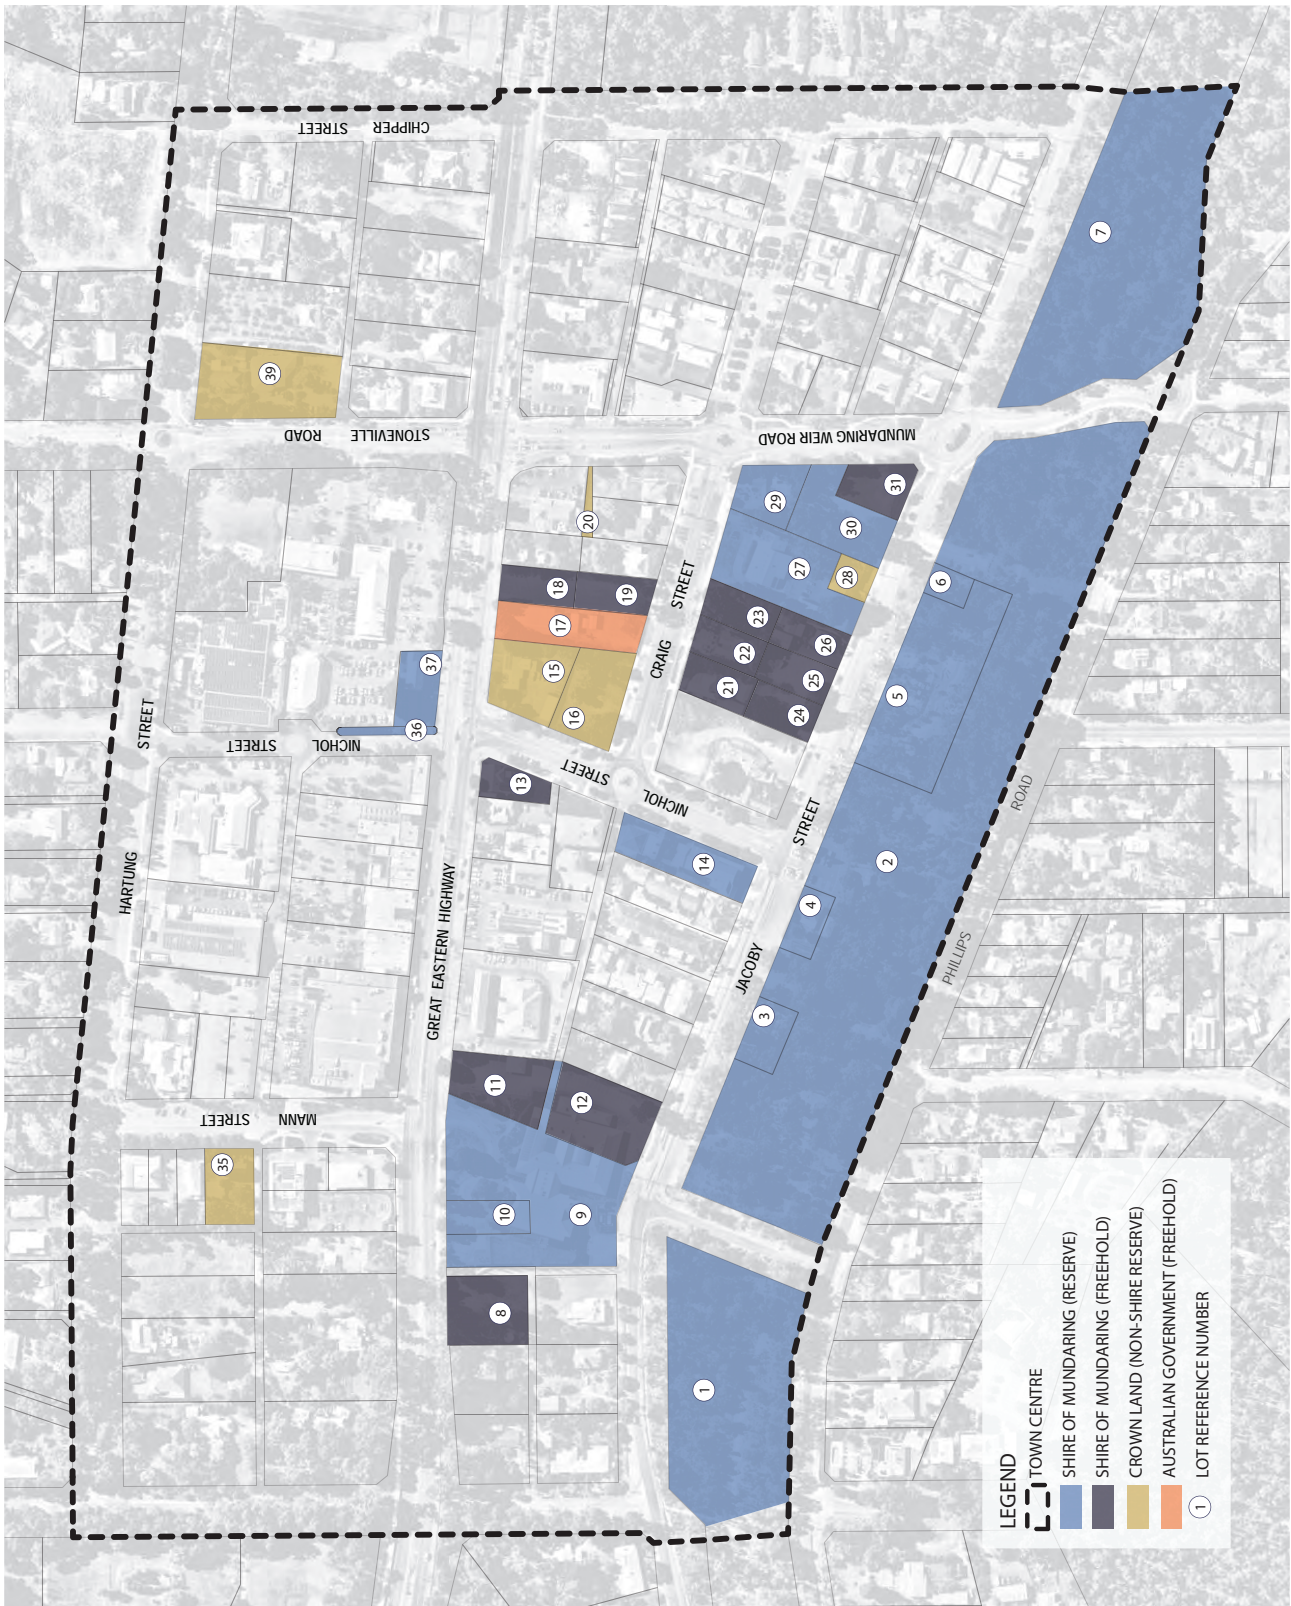 HARTUNG STREET
MANN STREET
NICHOL STREET
STONEVILLE ROAD
CHIPPER STREET
35
39
36
37
GREAT EASTERN HIGHWAY
8
10
9
11
12
13
NICHOL STREET
14
15
16
17
18
19
20
CRAIG STREET
MUNDARING WEIR ROAD
21
22
23
24
25
26
27
28
29
30
31
JACOBY STREET
1
3
4
2
5
6
7
PHILLIPS ROAD
LEGEND
TOWN CENTRE
SHIRE OF MUNDARING (RESERVE)
SHIRE OF MUNDARING (FREEHOLD)
CROWN LAND (NON-SHIRE RESERVE)
AUSTRALIAN GOVERNMENT (FREEHOLD)
1 LOT REFERENCE NUMBER